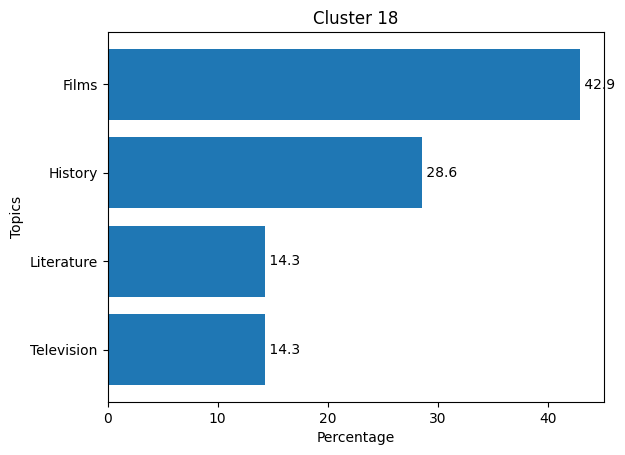 Cluster 18
Films
42.9
History
28.6
Literature
14.3
Television
14.3
Topics
0 10 20 30 40
Percentage